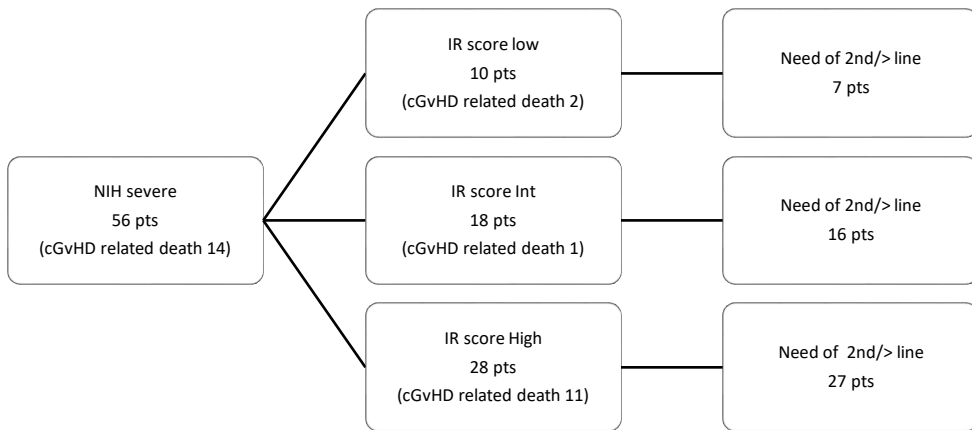 NIH severe
56 pts
(cGvHD related death 14)
IR score low
10 pts
(cGvHD related death 2)
Need of 2nd/> line
7 pts
IR score Int
18 pts
(cGvHD related death 1)
Need of 2nd/> line
16 pts
IR score High
28 pts
(cGvHD related death 11)
Need of  2nd/> line
27 pts